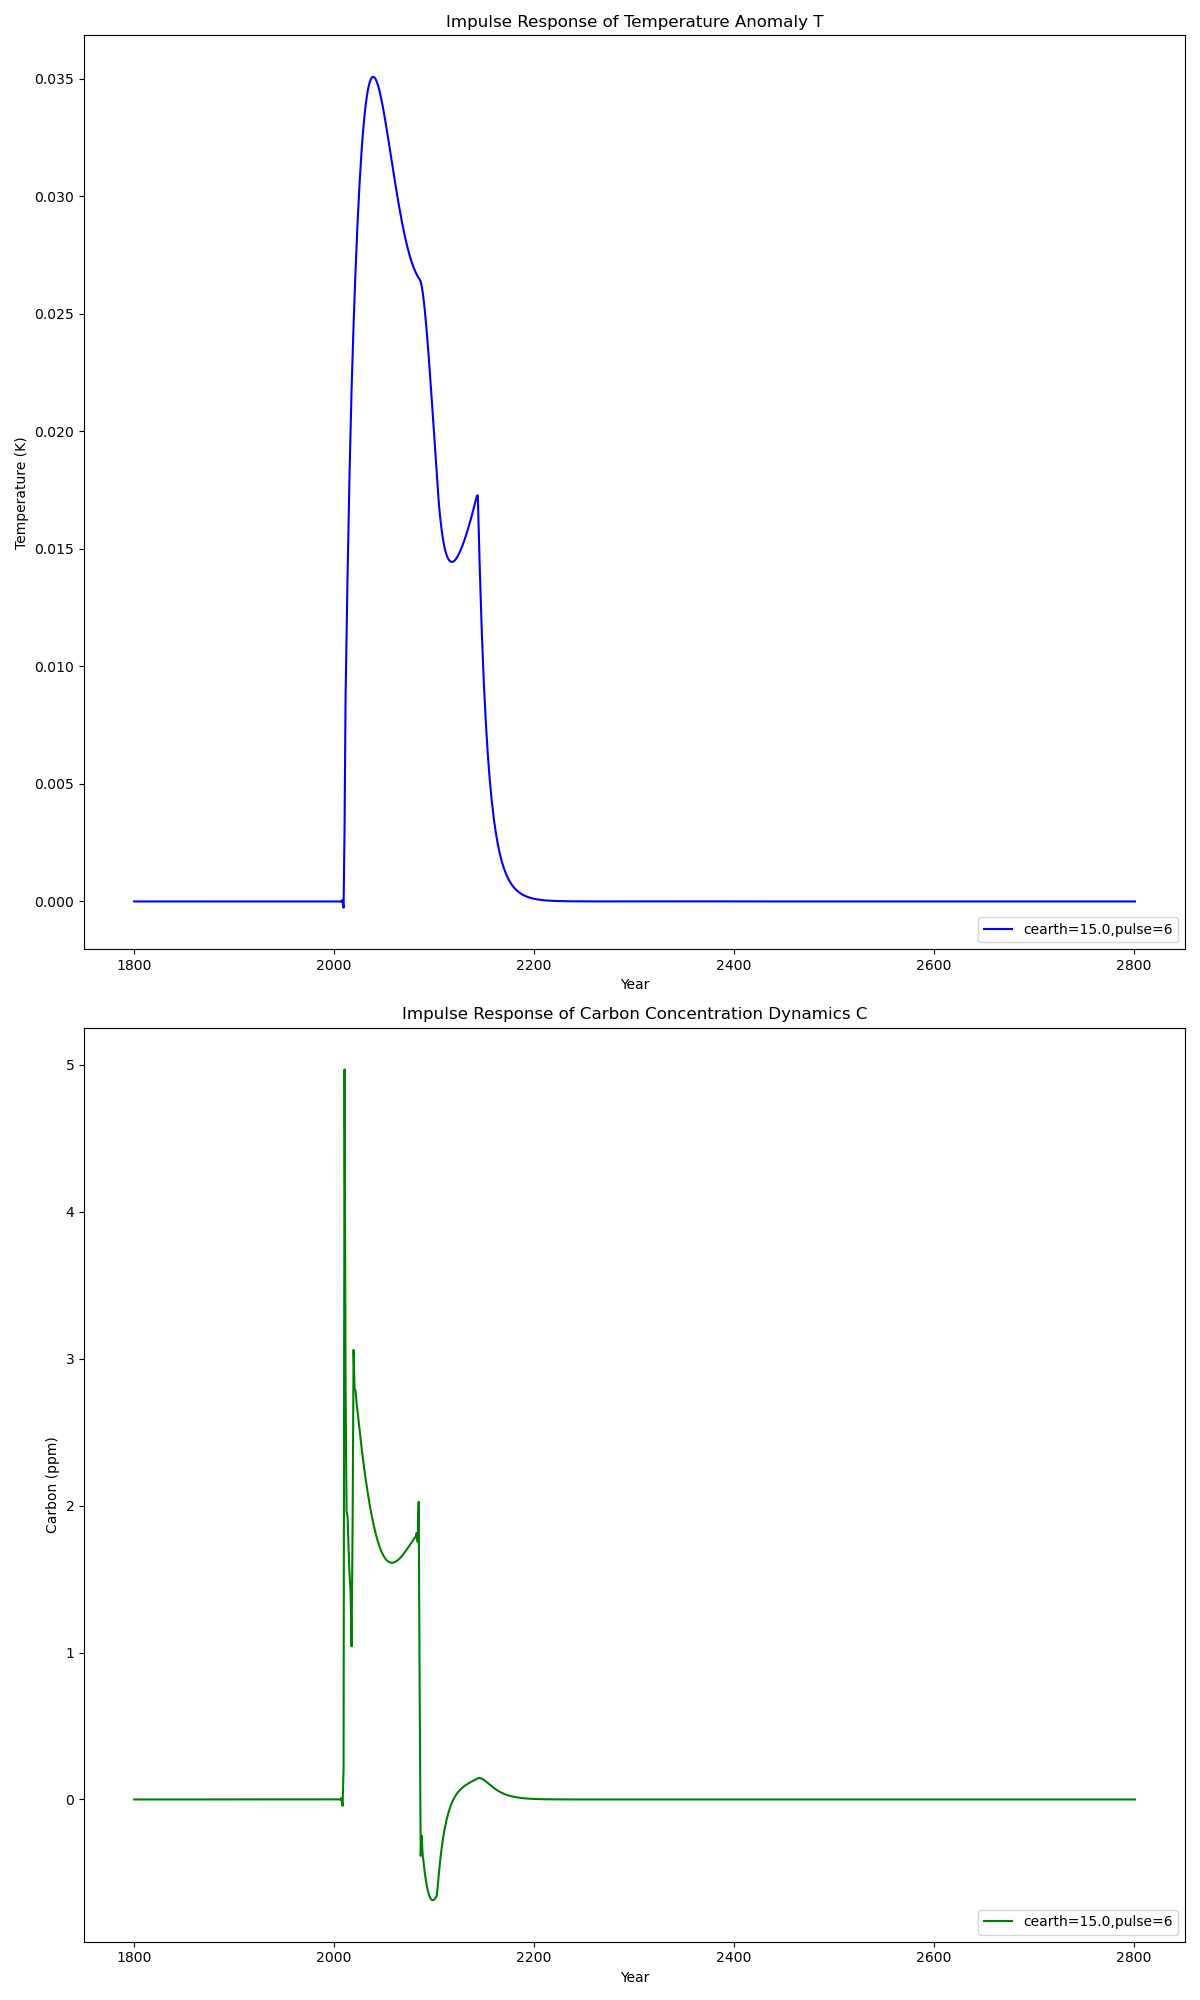 Impulse Response of Temperature Anomaly T
Temperature (K)
0.035
0.030
0.025
0.020
0.015
0.010
0.005
0.000
cearth=15.0,pulse=6
1800 2000 2200 2400 2600 2800
Year
Impulse Response of Carbon Concentration Dynamics C
Carbon (ppm)
5
4
3
2
1
0
cearth=15.0,pulse=6
1800 2000 2200 2400 2600 2800
Year